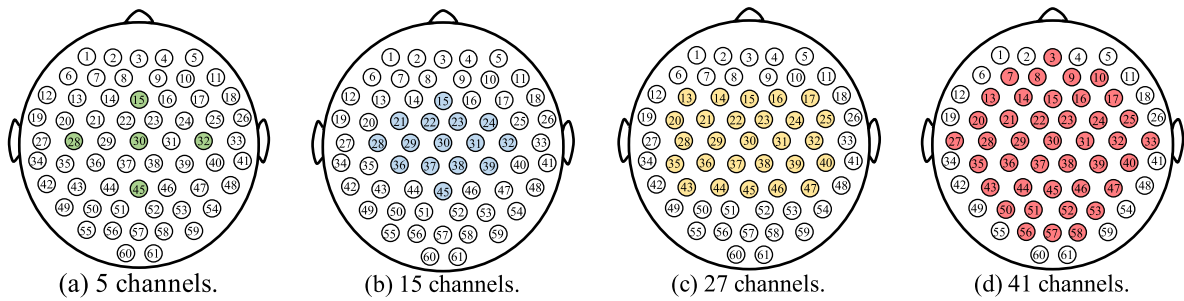 1 2 3 4 5
6 7 8 9 10 11
12 13 14 15 16 17 18
19 20 21 22 23 24 25 26
27 28 29 30 31 32 33
34 35 36 37 38 39 40 41
42 43 44 45 46 47 48
49 50 51 52 53 54
55 56 57 58 59
60 61
(a) 5 channels.
1 2 3 4 5
6 7 8 9 10 11
12 13 14 15 16 17 18
19 20 21 22 23 24 25 26
27 28 29 30 31 32 33
34 35 36 37 38 39 40 41
42 43 44 45 46 47 48
49 50 51 52 53 54
55 56 57 58 59
60 61
(b) 15 channels.
1 2 3 4 5
6 7 8 9 10 11
12 13 14 15 16 17 18
19 20 21 22 23 24 25 26
27 28 29 30 31 32 33
34 35 36 37 38 39 40 41
42 43 44 45 46 47 48
49 50 51 52 53 54
55 56 57 58 59
60 61
(c) 27 channels.
1 2 3 4 5
6 7 8 9 10 11
12 13 14 15 16 17 18
19 20 21 22 23 24 25 26
27 28 29 30 31 32 33
34 35 36 37 38 39 40 41
42 43 44 45 46 47 48
49 50 51 52 53 54
55 56 57 58 59
60 61
(d) 41 channels.